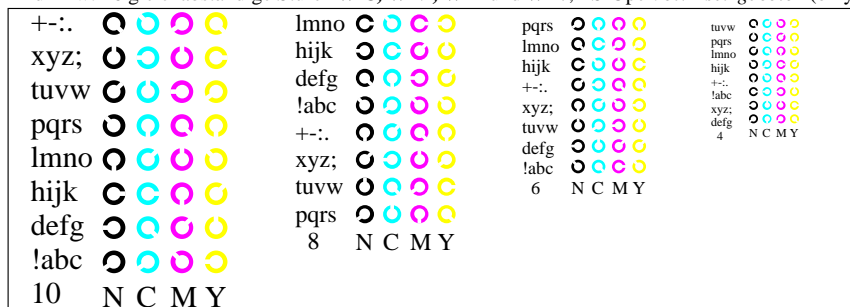 +-:.
xyz;
tuvw
pqrs
lmno
hijk
defg
!abc
10 N C M Y
lmno
hijk
defg
!abc
+-:.
xyz;
tuvw
pqrs
8 N C M Y
pqrs
lmno
hijk
+-:.
xyz;
tuvw
defg
!abc
6 N C M Y
tuvw
pqrs
lmno
hijk
+-:.
!abc
xyz;
defg
4 N C M Y